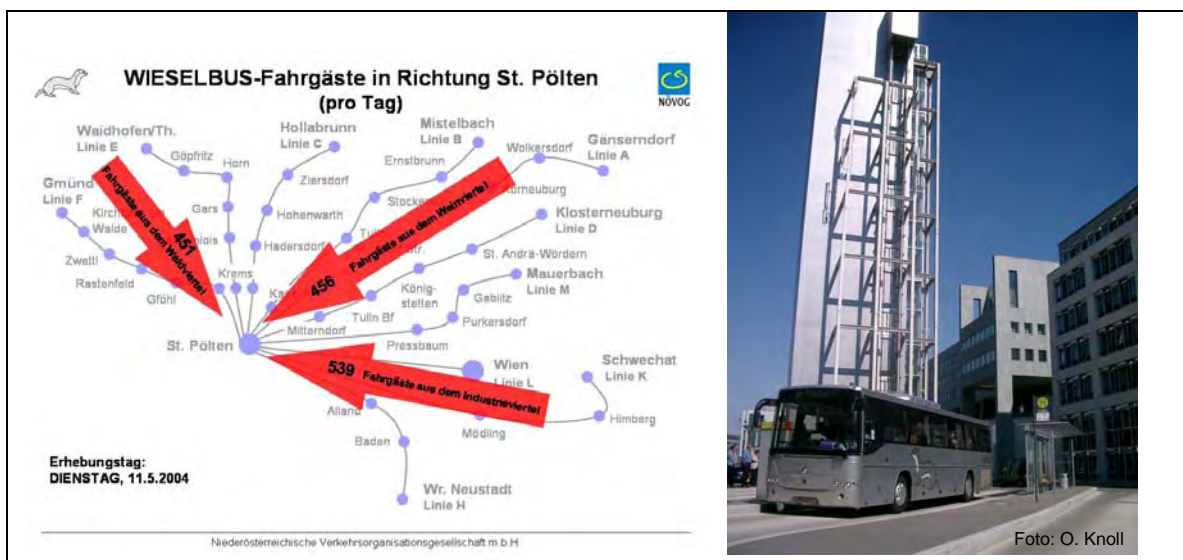 WIESELBUS-Fahrgäste in Richtung St. Pölten
(pro Tag)
NÖVOG
Waidhofen/Th.
Linie E
Göpfritz
Horn
Gars
Hollabrunn
Linie C
Ziersdorf
Hohenwarth
Hadersdorf
Mistelbach
Linie B
Ernstbrunn
Gänserndorf
Linie A
Wolkersdorf
Korneuburg
Gmünd
Linie F
Walde
Zwettl
Rastenfeld
Gföhl
Krems
451
Fahrgäste aus dem Waldviertel
456 Fahrgäste aus dem Weinviertel
Klosterneuburg
Linie D
St. Andrä-Wördern
König-
stetten
Tulln Bf
Mitterndorf
Mauerbach
Linie M
Gablitz
Purkersdorf
Pressbaum
St. Pölten
Wien
Linie L
539 Fahrgäste aus dem Industrieviertel
Schwechat
Linie K
Himberg
Mödling
Alland
Baden
Wr. Neustadt
Linie H
Erhebungstag:
DIENSTAG, 11.5.2004
Niederösterreichische Verkehrsorganisationsgesellschaft m.b.H
Foto: O. Knoll